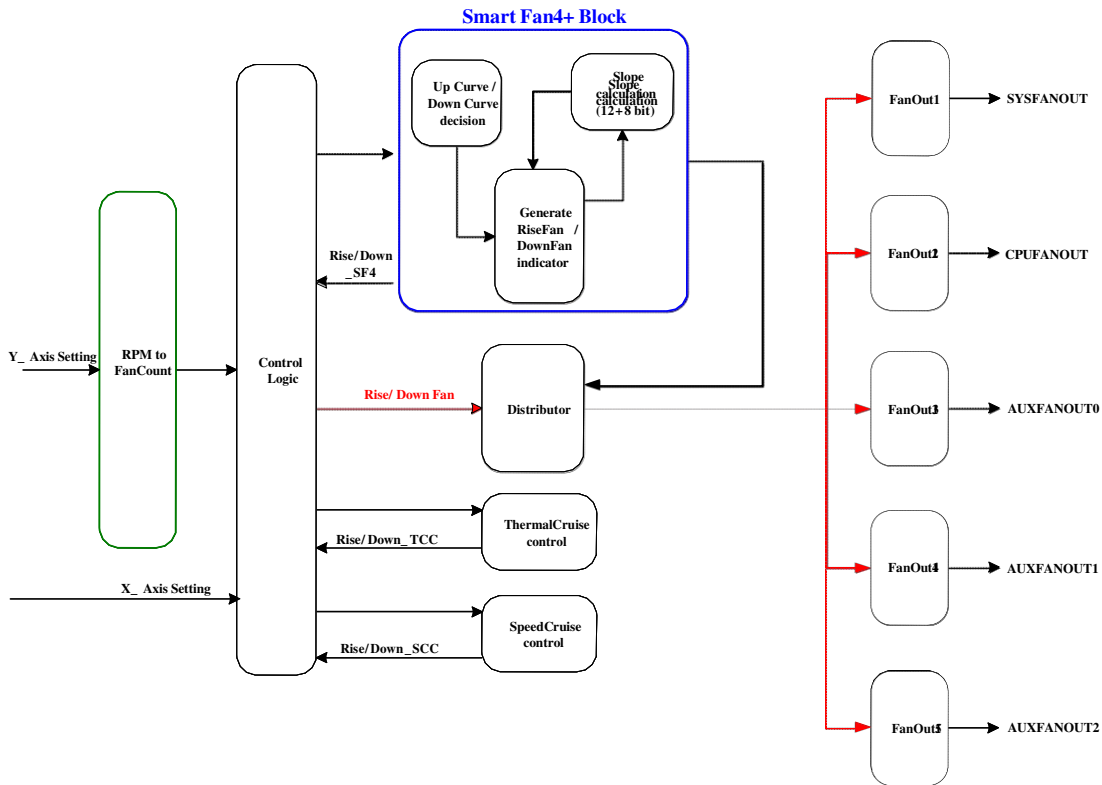 Smart Fan4+ Block
Up Curve /
Down Curve
decision
Slope
calculation
(12+8 bit)
Generate
RiseFan /
DownFan
indicator
Rise/Down
_SF4
Y_ Axis Setting
RPM to
FanCount
Control
Logic
Rise/ Down Fan
Distributor
ThermalCruise
control
Rise/Down_TCC
X_ Axis Setting
SpeedCruise
control
Rise/Down_SCC
FanOut1
SYSFANOUT
FanOut2
CPUFANOUT
FanOut3
AUXFANOUT0
FanOut4
AUXFANOUT1
FanOut5
AUXFANOUT2